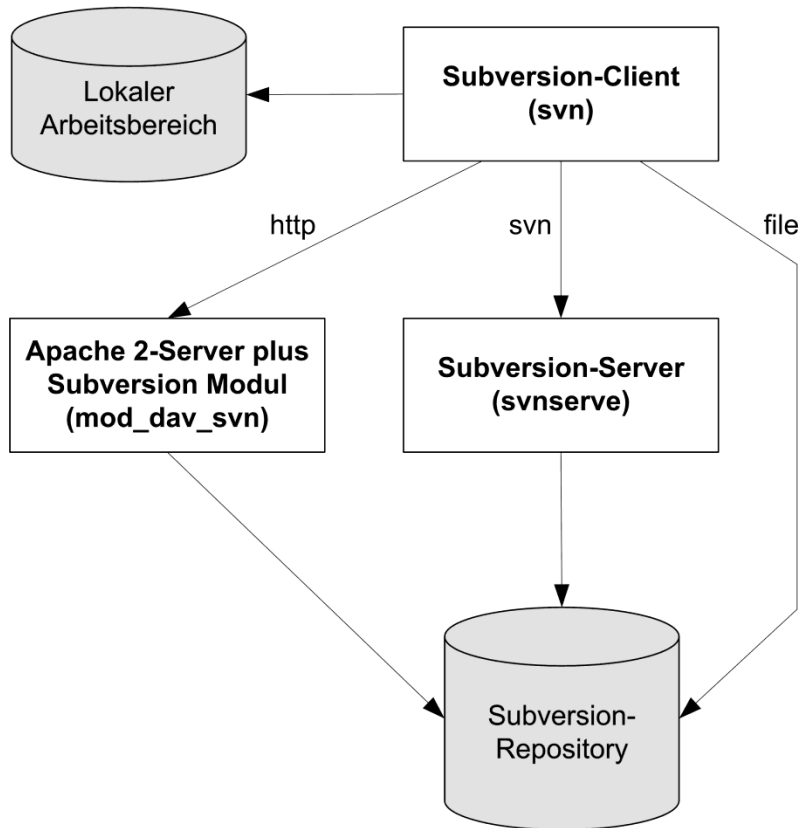 Lokaler
Arbeitsbereich
Subversion-Client
(svn)
http
svn
file
Apache 2-Server plus
Subversion Modul
(mod_dav_svn)
Subversion-Server
(svnserve)
Subversion-
Repository